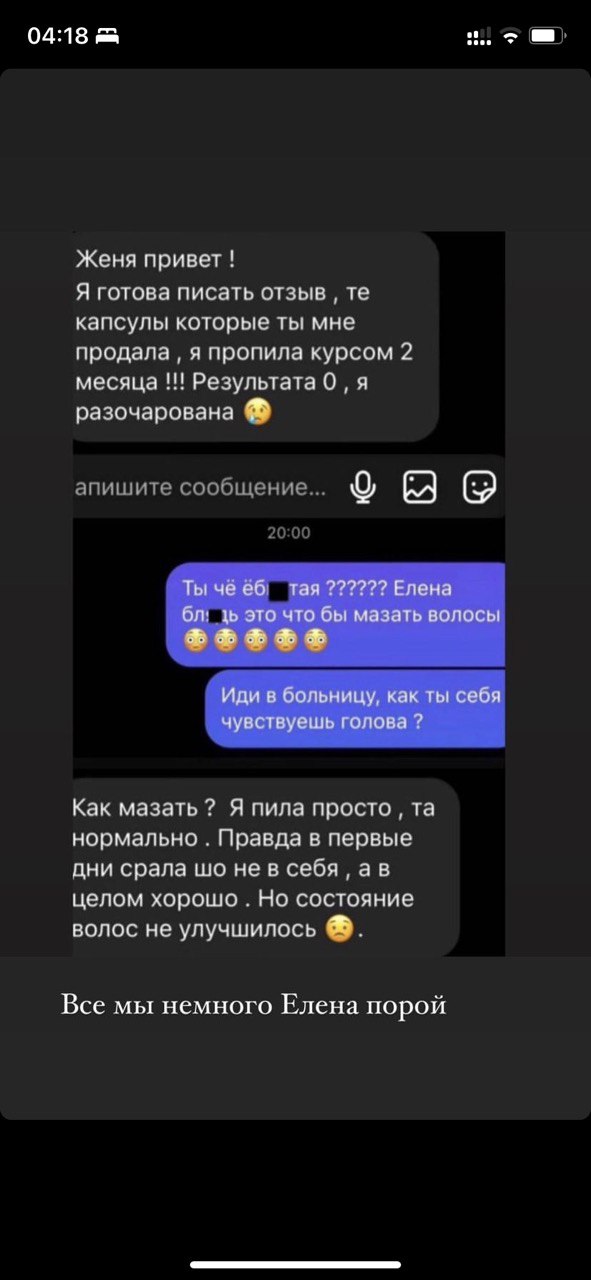 04:18
Женя привет !
Я готова писать отзыв , те
капсулы которые ты мне
продала , я пропила курсом 2
месяца !!! Результата 0 , я
разочарована 😢
апишите сообщение...
20:00
Ты чё ёб тая ?????? Елена
бл дь это что бы мазать волосы
😳😳😳😳😳
Иди в больницу, как ты себя
чувствуешь голова ?
Как мазать ? Я пила просто , та
нормально . Правда в первые
дни срала шо не в себя , а в
целом хорошо . Но состояние
волос не улучшилось 😟.
Все мы немного Елена порой